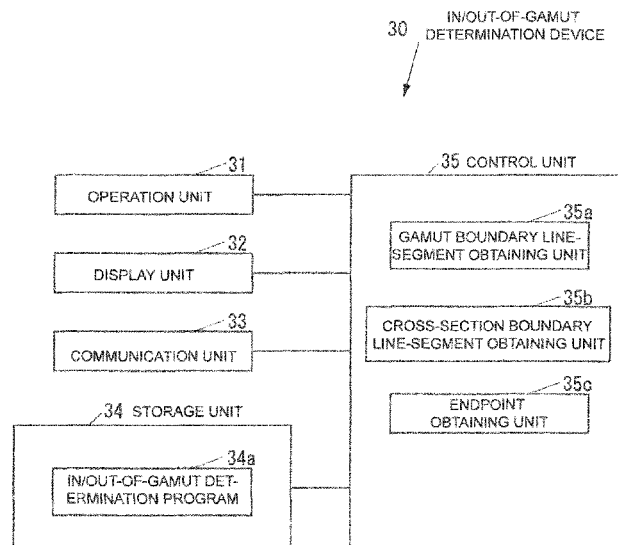 30
IN/OUT-OF-GAMUT
DETERMINATION DEVICE
31
OPERATION UNIT
32
DISPLAY UNIT
33
COMMUNICATION UNIT
34 STORAGE UNIT
34a
IN/OUT-OF-GAMUT DET-
ERMINATION PROGRAM
35 CONTROL UNIT
35a
GAMUT BOUNDARY LINE-
SEGMENT OBTAINING UNIT
35b
CROSS-SECTION BOUNDARY
LINE-SEGMENT OBTAINING UNIT
35c
ENDPOINT
OBTAINING UNIT